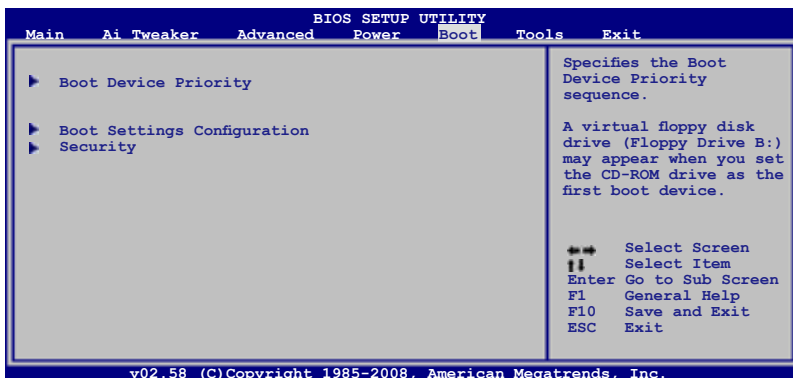 BIOS SETUP UTILITY
Main Ai Tweaker Advanced Power Boot Tools Exit
Boot Device Priority
Boot Settings Configuration
Security
Specifies the Boot
Device Priority
sequence.
A virtual floppy disk
drive (Floppy Drive B:)
may appear when you set
the CD-ROM drive as the
first boot device.
Select Screen
Select Item
Enter Go to Sub Screen
F1 General Help
F10 Save and Exit
ESC Exit
v02.58 (C)Copyright 1985-2008, American Megatrends, Inc.